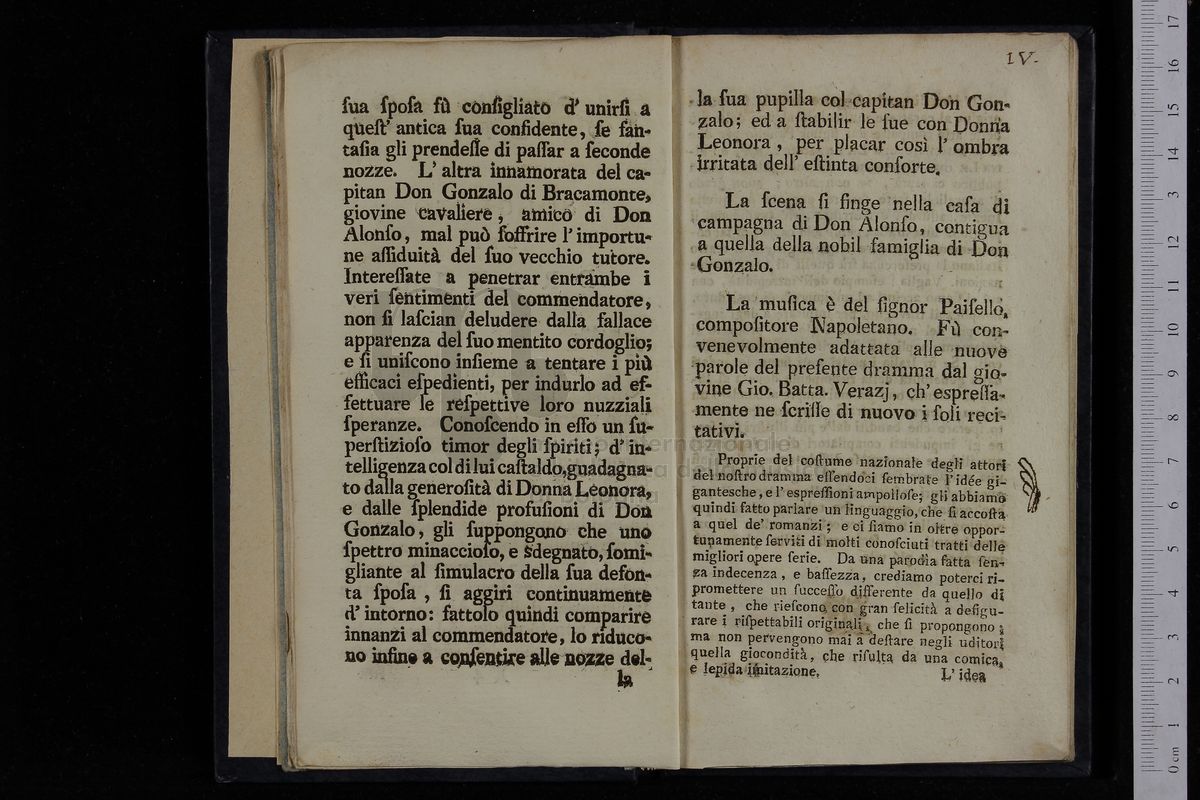 ſua ſpoſa fù conſigliato d' unirſi a
queſt' antica ſua confidente, ſe fan-
taſia gli prendeſſe di paſſar a ſeconde
nozze. L' altra innamorata del ca-
pitan Don Gonzalo di Bracamonte,
giovine cavaliere, amico di Don
Alonſo, mal può ſoffrire l' importu-
ne aſſiduità del ſuo vecchio tutore.
Intereſſate a penetrar entrambe i
veri ſentimenti del commendatore,
non ſi laſcian deludere dalla fallace
apparenza del ſuo mentito cordoglio;
e ſi uniſcono inſieme a tentare i più
efficaci eſpedienti, per indurlo ad ef-
fettuare le reſpettive loro nuzziali
ſperanze. Conoſcendo in eſſo un ſu-
perſtizioſo timor degli ſpiriti; d' in-
telligenza col di lui caſtaldo, guadagna-
to dalla generoſità di Donna Leonora,
e dalle ſplendide profuſioni di Don
Gonzalo, gli ſuppongono che uno
ſpettro minaccioſo, e sdegnato, ſomi-
gliante al ſimulacro della ſua defon-
ta ſpoſa, ſi aggiri continuamente
d' intorno: fattolo quindi comparire
innanzi al commendatore, lo riduco-
no infine a conſentire alle nozze del-
la
IV.
la ſua pupilla col capitan Don Gon-
zalo; ed a ſtabilir le ſue con Donna
Leonora, per placar così l' ombra
irritata dell' eſtinta conſorte.
La ſcena ſi finge nella caſa di
campagna di Don Alonſo, contigua
a quella della nobil famiglia di Don
Gonzalo.
La muſica è del ſignor Paiſello,
compoſitore Napoletano. Fù con-
venevolmente adattata alle nuove
parole del preſente dramma dal gio-
vine Gio. Batta. Verazj, ch' eſpreſſa-
mente ne ſcriſſe di nuovo i ſoli reci-
tativi.
Proprie del coſtume nazionale degli attori
del noſtro dramma eſſendoci ſembrate l' idée gi-
gantesche, e l' eſpreſſioni ampolloſe; gli abbiamo
quindi fatto parlare un linguaggio, che ſi accoſta
a quel de' romanzi; e ci ſiamo in oltre oppor-
tunamente ſerviti di molti conoſciuti tratti delle
migliori opere ſerie. Da una parodia fatta ſen-
za indecenza, e baſſezza, crediamo poterci ri-
promettere un ſucceſſo differente da quello di
tante, che rieſcono con gran felicità a defigu-
rare i riſpettabili originali, che ſi propongono;
ma non pervengono mai a deſtare negli uditori
quella giocondità, che riſulta da una comica,
e lepida imitazione.
L' idea